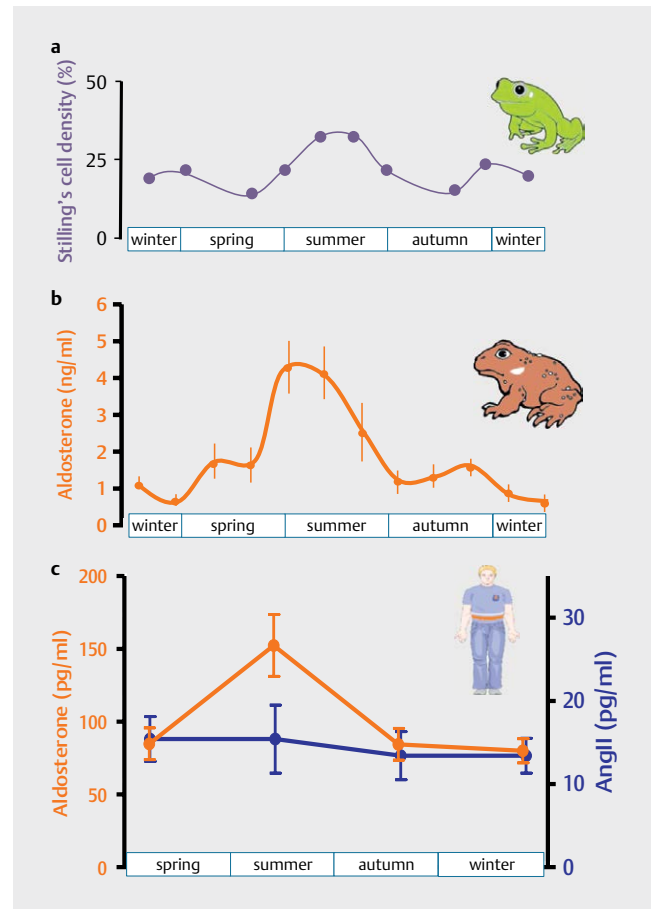 a
Stilling's cell density (%)
50
25
0
winter spring summer autumn winter
b
Aldosterone (ng/ml)
6
5
4
3
2
1
0
winter spring summer autumn winter
c
Aldosterone (pg/ml)
200
150
100
50
0
AngII (pg/ml)
30
20
10
0
spring summer autumn winter